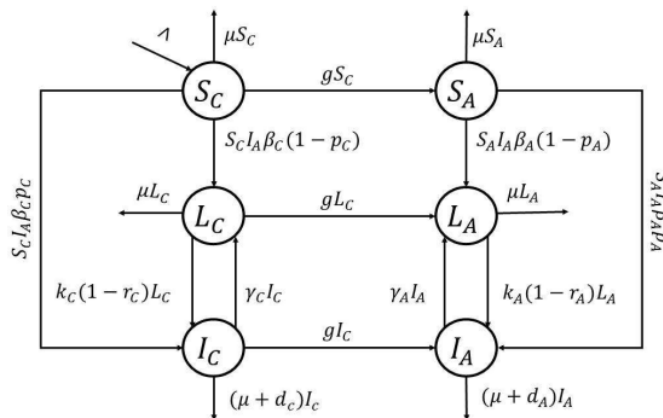 μS_C μS_A
Λ
S_C gS_C S_A
S_C I_A β_C (1 - p_C) S_A I_A β_A (1 - p_A)
S_C I_A β_C p_C
μL_C μL_A
L_C gL_C L_A
k_C (1 - r_C) L_C γ_C I_C γ_A I_A k_A (1 - r_A) L_A
I_C gI_C I_A
(μ + d_c) I_c (μ + d_A) I_A